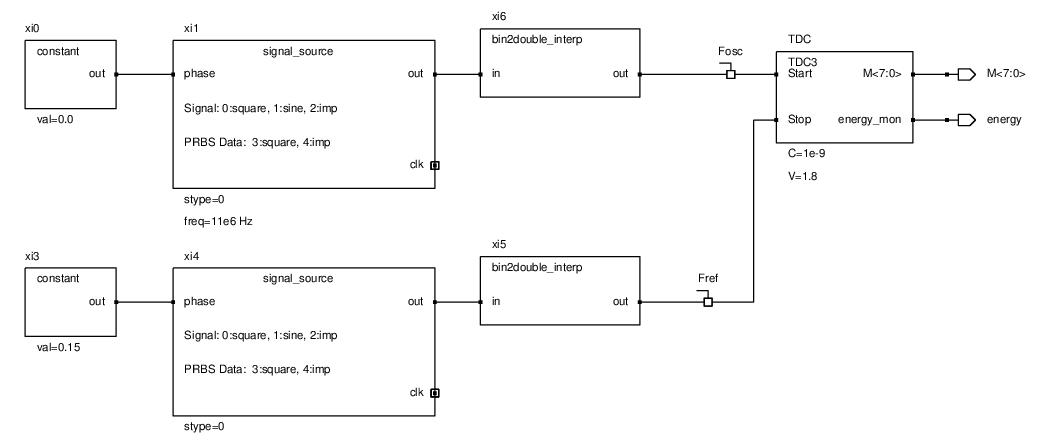 xi0
constant
out
val=0.0
xi1
signal_source
phase
out
Signal: 0:square, 1:sine, 2:imp
PRBS Data:  3:square, 4:imp
clk
stype=0
freq=11e6 Hz
xi6
bin2double_interp
in
out
Fosc
TDC
TDC3
Start
M<7:0>
M<7:0>
Stop
energy_mon
energy
C=1e-9
V=1.8
xi3
constant
out
val=0.15
xi4
signal_source
phase
out
Signal: 0:square, 1:sine, 2:imp
PRBS Data:  3:square, 4:imp
clk
stype=0
xi5
bin2double_interp
in
out
Fref